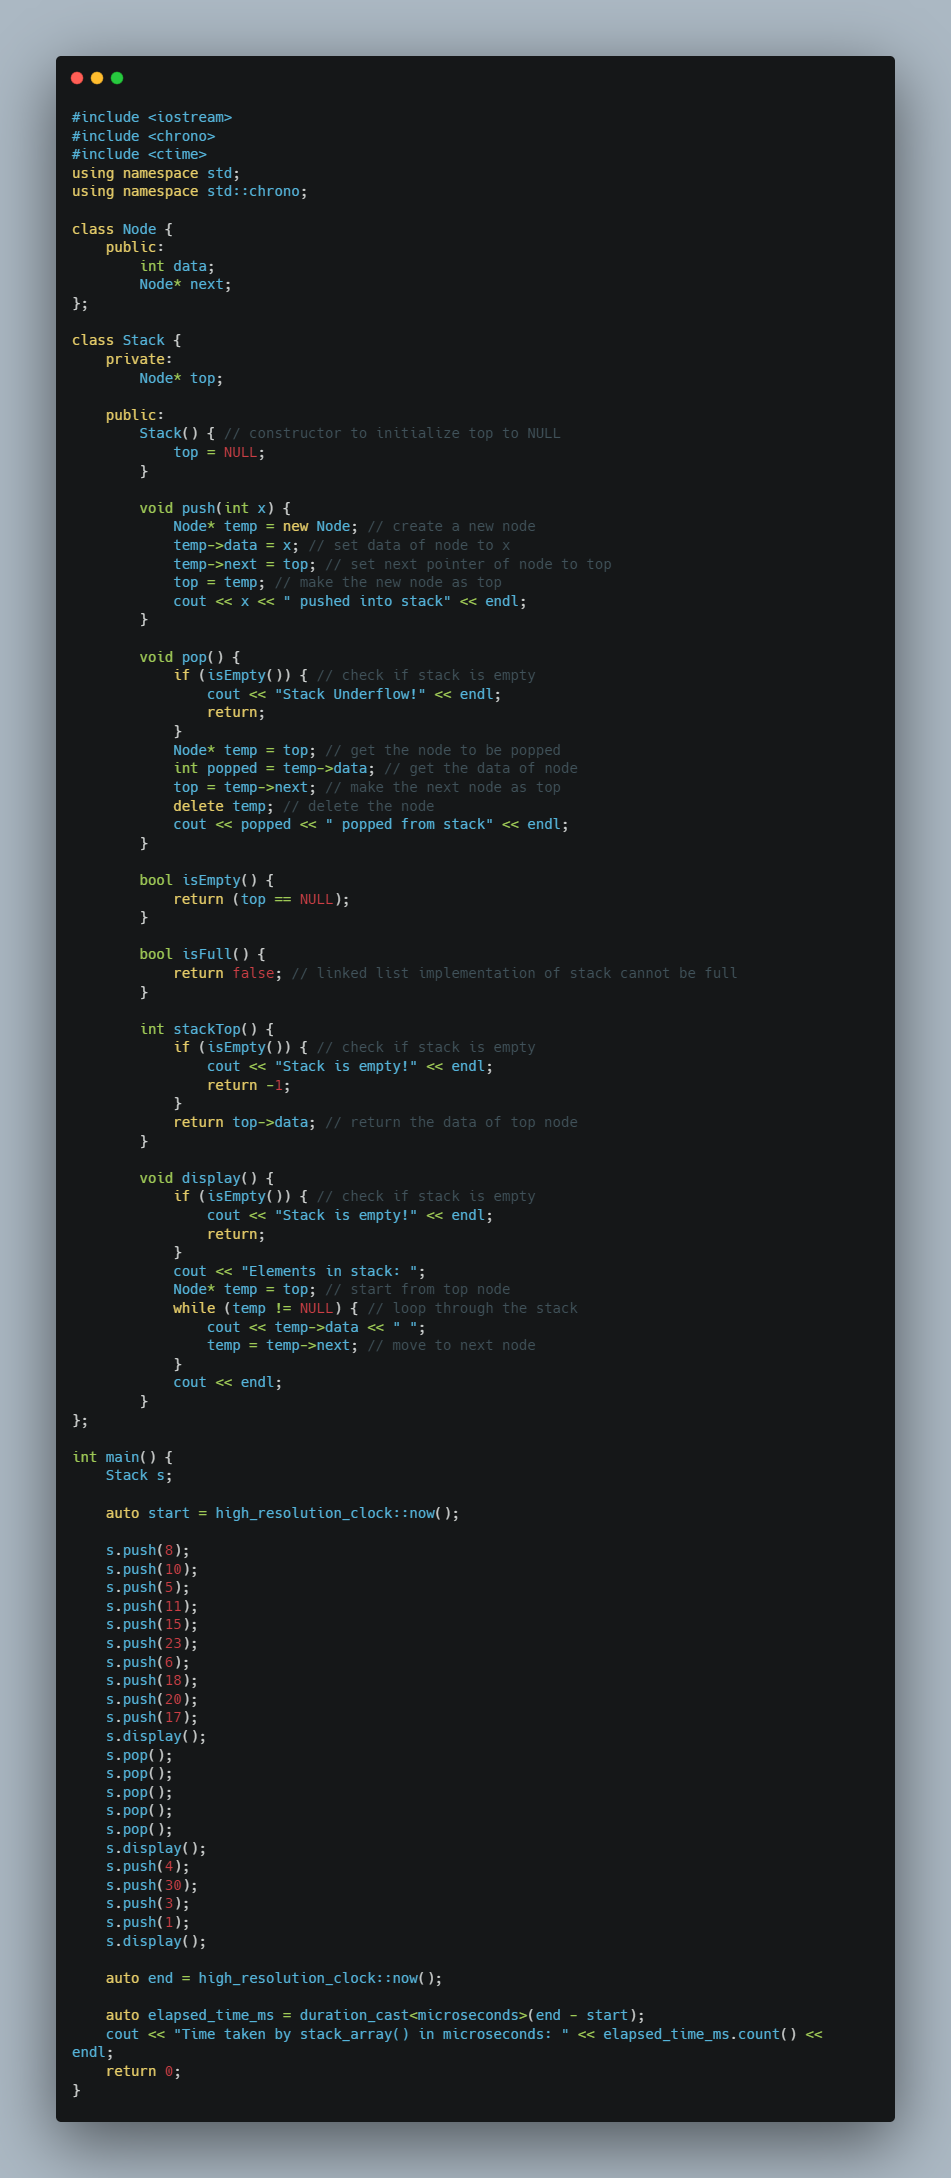 #include <iostream>
#include <chrono>
#include <ctime>
using namespace std;
using namespace std::chrono;

class Node {
    public:
        int data;
        Node* next;
};

class Stack {
    private:
        Node* top;

    public:
        Stack() { // constructor to initialize top to NULL
            top = NULL;
        }

        void push(int x) {
            Node* temp = new Node; // create a new node
            temp->data = x; // set data of node to x
            temp->next = top; // set next pointer of node to top
            top = temp; // make the new node as top
            cout << x << " pushed into stack" << endl;
        }

        void pop() {
            if (isEmpty()) { // check if stack is empty
                cout << "Stack Underflow!" << endl;
                return;
            }
            Node* temp = top; // get the node to be popped
            int popped = temp->data; // get the data of node
            top = temp->next; // make the next node as top
            delete temp; // delete the node
            cout << popped << " popped from stack" << endl;
        }

        bool isEmpty() {
            return (top == NULL);
        }

        bool isFull() {
            return false; // linked list implementation of stack cannot be full
        }

        int stackTop() {
            if (isEmpty()) { // check if stack is empty
                cout << "Stack is empty!" << endl;
                return -1;
            }
            return top->data; // return the data of top node
        }

        void display() {
            if (isEmpty()) { // check if stack is empty
                cout << "Stack is empty!" << endl;
                return;
            }
            cout << "Elements in stack: ";
            Node* temp = top; // start from top node
            while (temp != NULL) { // loop through the stack
                cout << temp->data << " ";
                temp = temp->next; // move to next node
            }
            cout << endl;
        }
};

int main() {
    Stack s;

    auto start = high_resolution_clock::now();

    s.push(8);
    s.push(10);
    s.push(5);
    s.push(11);
    s.push(15);
    s.push(23);
    s.push(6);
    s.push(18);
    s.push(20);
    s.push(17);
    s.display();
    s.pop();
    s.pop();
    s.pop();
    s.pop();
    s.pop();
    s.display();
    s.push(4);
    s.push(30);
    s.push(3);
    s.push(1);
    s.display();

    auto end = high_resolution_clock::now();

    auto elapsed_time_ms = duration_cast<microseconds>(end - start);
    cout << "Time taken by stack_array() in microseconds: " << elapsed_time_ms.count() <<
endl;
    return 0;
}